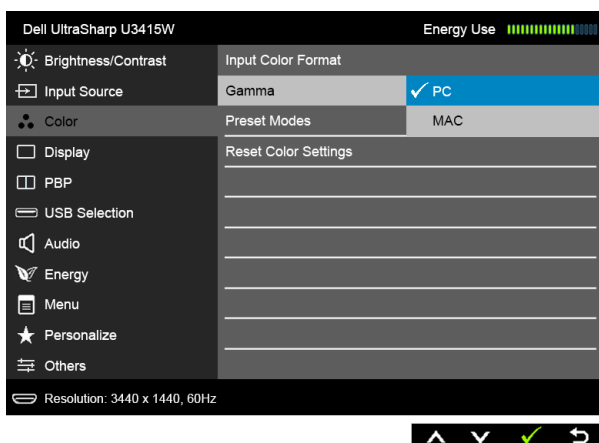 Dell UltraSharp U3415W Energy Use
Brightness/Contrast Input Color Format
Input Source Gamma PC
Color Preset Modes MAC
Display Reset Color Settings
PBP
USB Selection
Audio
Energy
Menu
Personalize
Others
Resolution: 3440 x 1440, 60Hz